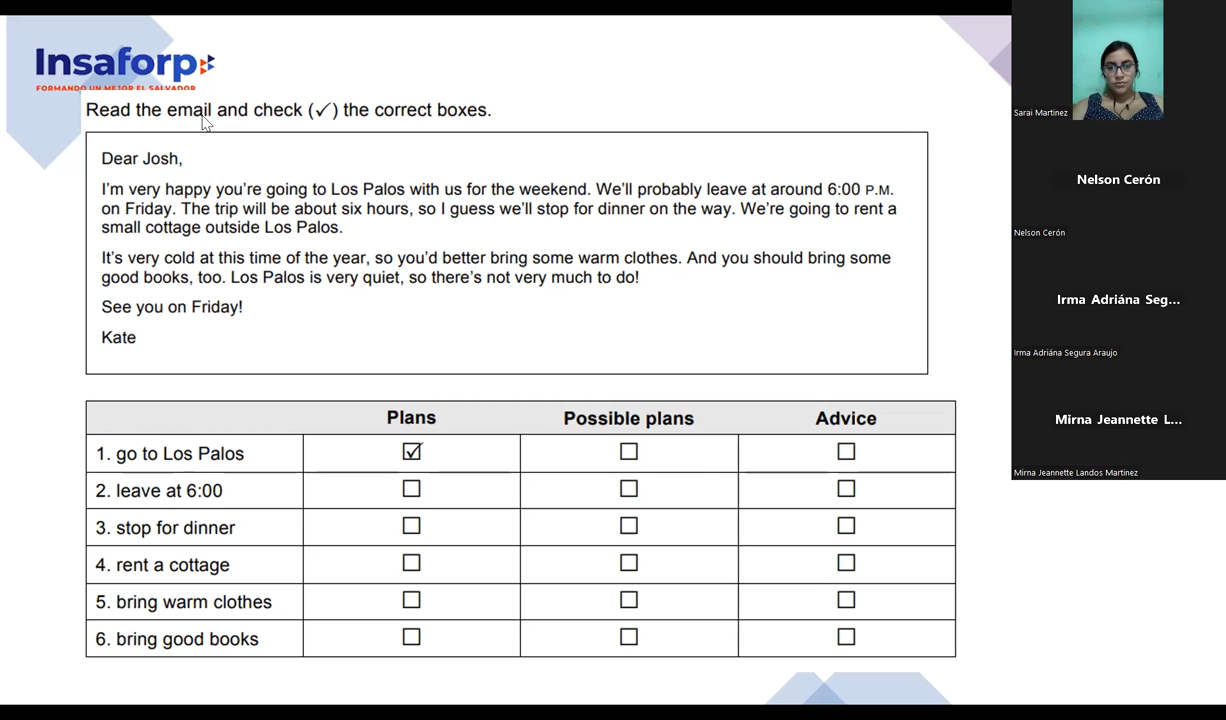 Insaforp
FORMANDO UN MEJOR EL SALVADOR
Read the email and check (✓) the correct boxes.
Dear Josh,
I'm very happy you're going to Los Palos with us for the weekend. We'll probably leave at around 6:00 P.M.
on Friday. The trip will be about six hours, so I guess we'll stop for dinner on the way. We're going to rent a
small cottage outside Los Palos.
It's very cold at this time of the year, so you'd better bring some warm clothes. And you should bring some
good books, too. Los Palos is very quiet, so there's not very much to do!
See you on Friday!
Kate
Plans Possible plans Advice
1. go to Los Palos ☑ ☐ ☐
2. leave at 6:00 ☐ ☐ ☐
3. stop for dinner ☐ ☐ ☐
4. rent a cottage ☐ ☐ ☐
5. bring warm clothes ☐ ☐ ☐
6. bring good books ☐ ☐ ☐
Sarai Martinez
Nelson Cerón
Nelson Cerón
Irma Adriána Seg...
Irma Adriána Segura Araujo
Mirna Jeannette L...
Mirna Jeannette Landos Martinez